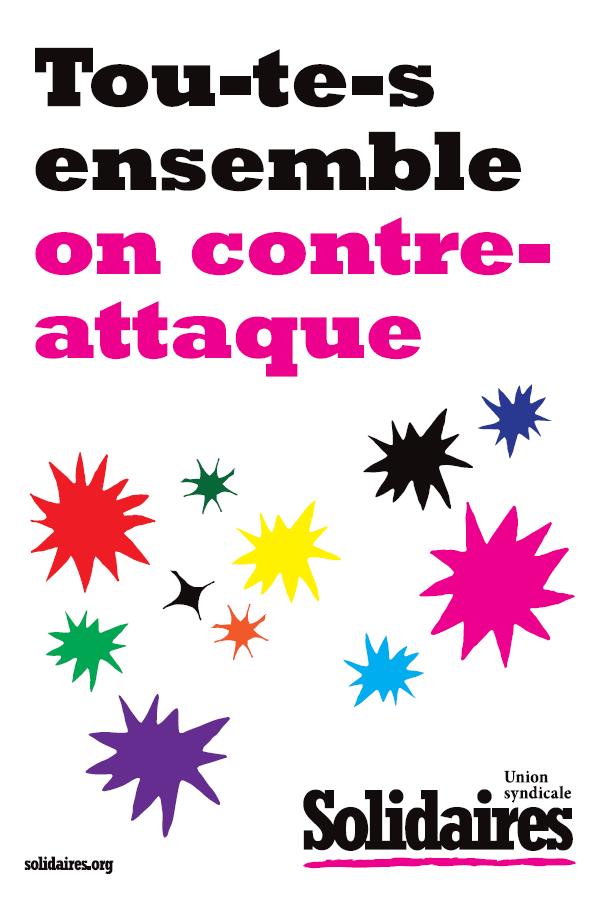 Tou-te-s
ensemble
on contre-
attaque
Union
syndicale
Solidaires
solidaires.org